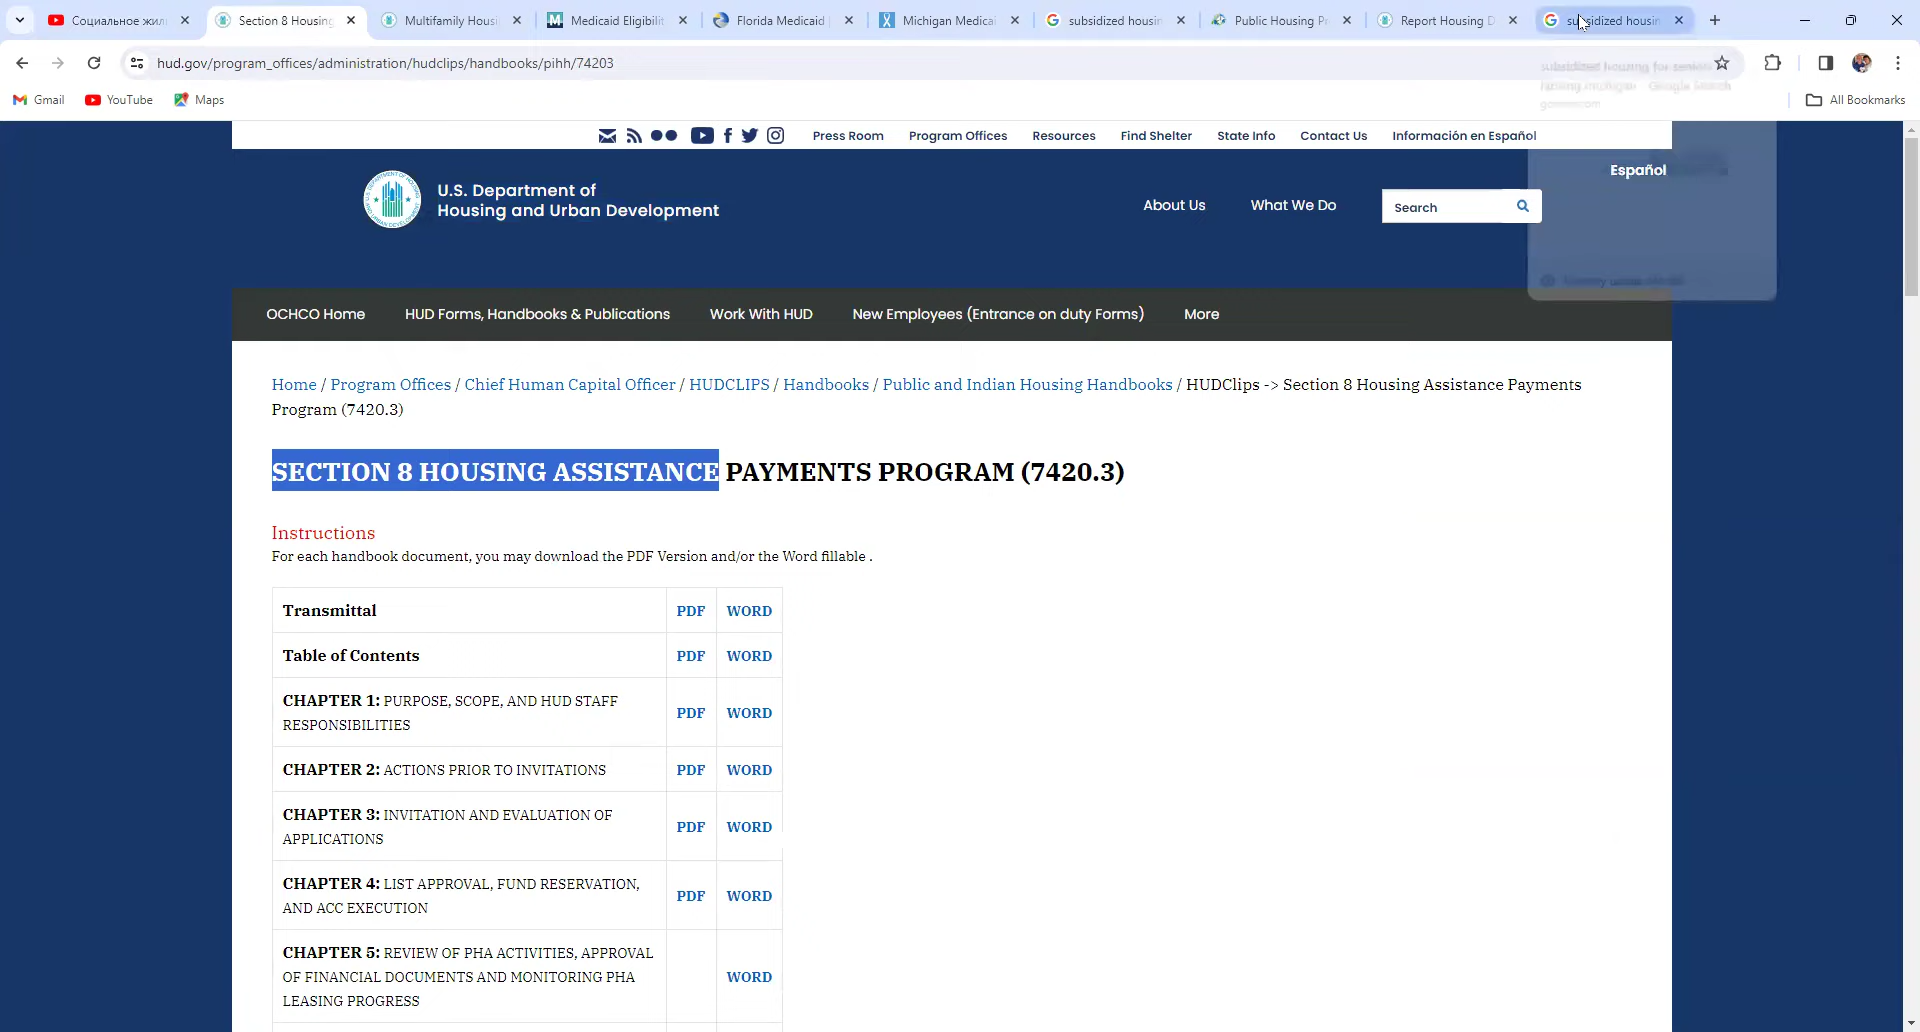 Социальное жил
Section 8 Housing
Multifamily Housi
Medicaid Eligibilit
Florida Medicaid
Michigan Medicai
subsidized housin
Public Housing Pr
Report Housing D
subsidized housin
hud.gov/program_offices/administration/hudclips/handbooks/pihh/74203
subsidized housing for seniors
michigan - Google Search
Gmail
YouTube
Maps
All Bookmarks
Press Room
Program Offices
Resources
Find Shelter
State Info
Contact Us
Información en Español
Español
U.S. Department of
Housing and Urban Development
About Us
What We Do
Search
OCHCO Home
HUD Forms, Handbooks & Publications
Work With HUD
New Employees (Entrance on duty Forms)
More
Home / Program Offices / Chief Human Capital Officer / HUDCLIPS / Handbooks / Public and Indian Housing Handbooks / HUDClips -> Section 8 Housing Assistance Payments
Program (7420.3)
SECTION 8 HOUSING ASSISTANCE PAYMENTS PROGRAM (7420.3)
Instructions
For each handbook document, you may download the PDF Version and/or the Word fillable .
Transmittal PDF WORD
Table of Contents PDF WORD
CHAPTER 1: PURPOSE, SCOPE, AND HUD STAFF
RESPONSIBILITIES
PDF WORD
CHAPTER 2: ACTIONS PRIOR TO INVITATIONS PDF WORD
CHAPTER 3: INVITATION AND EVALUATION OF
APPLICATIONS
PDF WORD
CHAPTER 4: LIST APPROVAL, FUND RESERVATION,
AND ACC EXECUTION
PDF WORD
CHAPTER 5: REVIEW OF PHA ACTIVITIES, APPROVAL
OF FINANCIAL DOCUMENTS AND MONITORING PHA
LEASING PROGRESS
WORD